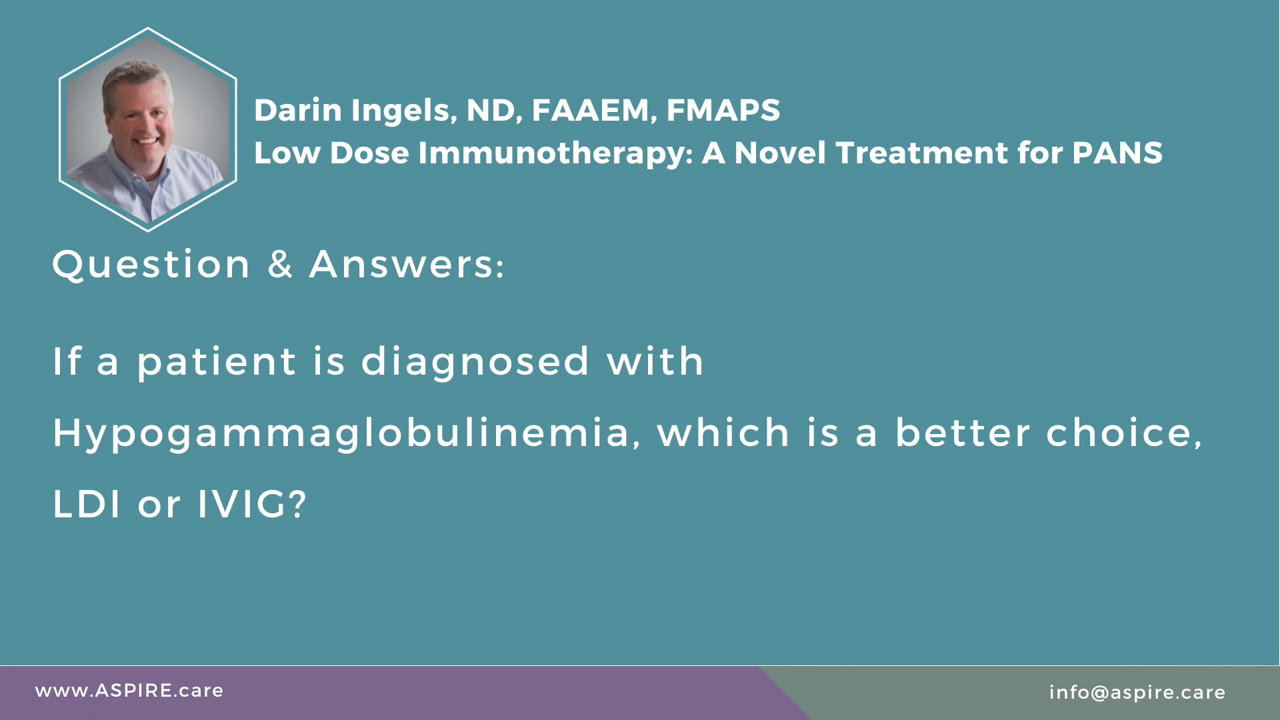 Darin Ingels, ND, FAAEM, FMAPS
Low Dose Immunotherapy: A Novel Treatment for PANS
Question & Answers:
If a patient is diagnosed with
Hypogammaglobulinemia, which is a better choice,
LDI or IVIG?
www.ASPIRE.care
info@aspire.care